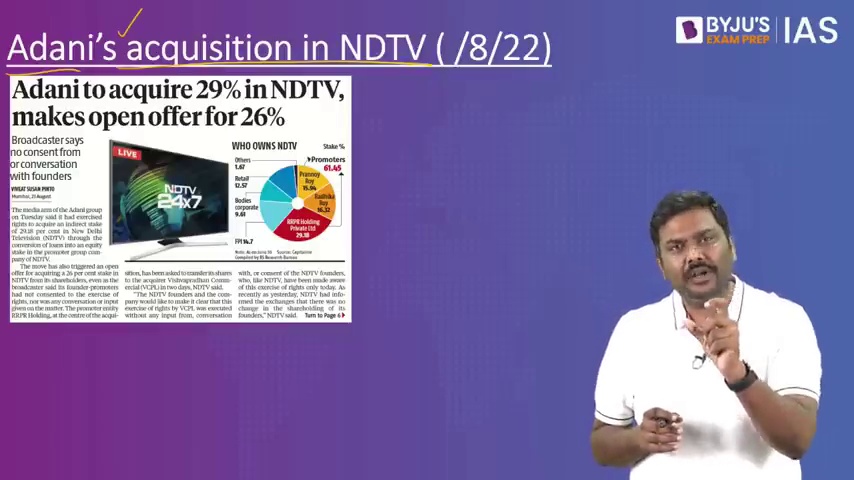 Adani's acquisition in NDTV ( /8/22)
BYJU'S
EXAM PREP
IAS
Adani to acquire 29% in NDTV,
makes open offer for 26%
Broadcaster says
no consent from
or conversation
with founders
VIVEAT SUSAN PINTO
Mumbai, 23 August
The media arm of the Adani group
on Tuesday said it had exercised
rights to acquire an indirect stake
of 29.18 per cent in New Delhi
Television (NDTV) through the
conversion of loans into an equity
stake in the promoter group com-
pany of NDTV.
The move has also triggered an open
offer for acquiring a 26 per cent stake in
NDTV from its shareholders, even as the
broadcaster said its founder-promoters
had not consented to the exercise of
rights, nor was any conversation or input
given on the matter. The promoter entity
RRPR Holding, at the centre of the acqui-
LIVE
NDTV
24x7
WHO OWNS NDTV
Stake %
Others
1.67
Retail
12.57
Bodies
corporate
9.61
FPI 14.7
Promoters
61.45
Prannoy
Roy
15.94
Radhika
Roy
16.32
RRPR Holding
Private Ltd
29.18
Source: Capitaline
Compiled by BS Research Bureau
sition, has been asked to transfer its shares
to the acquirer Vishvapradhan Comm-
ercial (VCPL) in two days, NDTV said.
"The NDTV founders and the com-
pany would like to make it clear that this
exercise of rights by VCPL was executed
without any input from, conversation
with, or consent of the NDTV founders,
who, like NDTV, have been made aware
of this exercise of rights only today. As
recently as yesterday, NDTV had infor-
med the exchanges that there was no
change in the shareholding of its
founders," NDTV said. Turn to Page 6